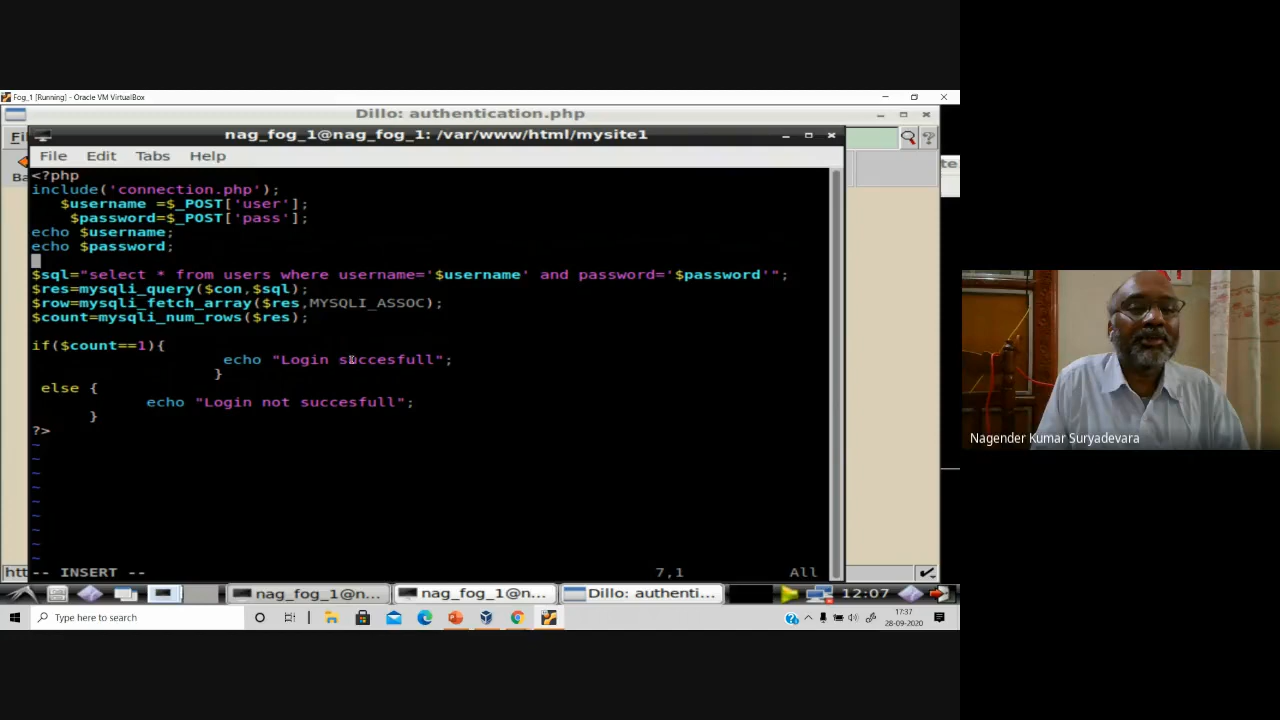 Fog_1 [Running] - Oracle VM VirtualBox
Dillo: authentication.php
nag_fog_1@nag_fog_1: /var/www/html/mysite1
File Edit Tabs Help
<?php
include('connection.php');
$username =$_POST['user'];
$password=$_POST['pass'];
echo $username;
echo $password;
$sql="select * from users where username='$username' and password='$password'";
$res=mysqli_query($con,$sql);
$row=mysqli_fetch_array($res,MYSQLI_ASSOC);
$count=mysqli_num_rows($res);
if($count==1){
echo "Login succesfull";
}
else {
echo "Login not succesfull";
}
?>
~
~
~
~
~
~
~
~
~
-- INSERT -- 7,1 All
Nagender Kumar Suryadevara
nag_fog_1@n... nag_fog_1@n... Dillo: authenti... 12:07
Type here to search
17:37
28-09-2020